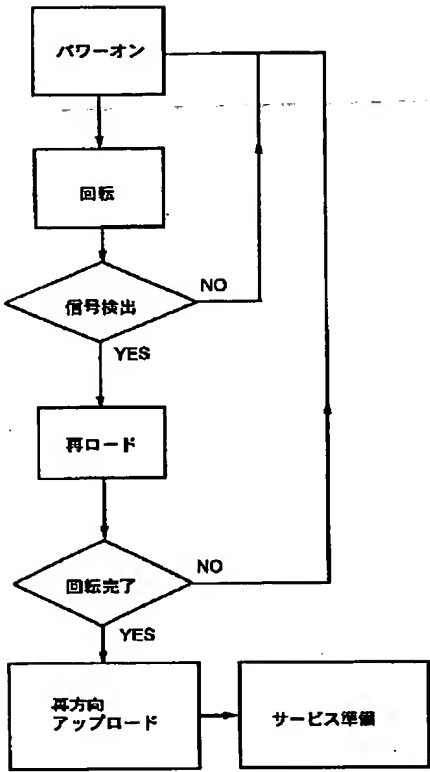 パワーオン
回転
信号検出
NO
YES
再ロード
回転完了
NO
YES
再方向
アップロード
サービス準備